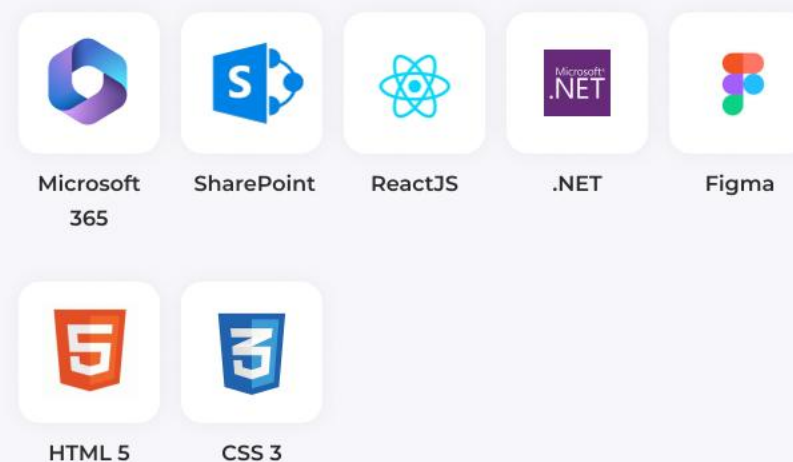 S
Microsoft
.NET
Microsoft
365
SharePoint
ReactJS
.NET
Figma
5
3
HTML 5
CSS 3